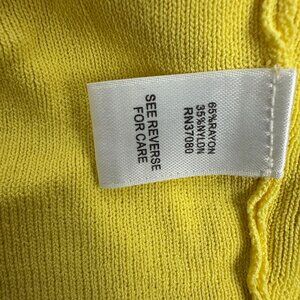 65%RAYON
35%NYLON
RN37080
SEE REVERSE
FOR CARE